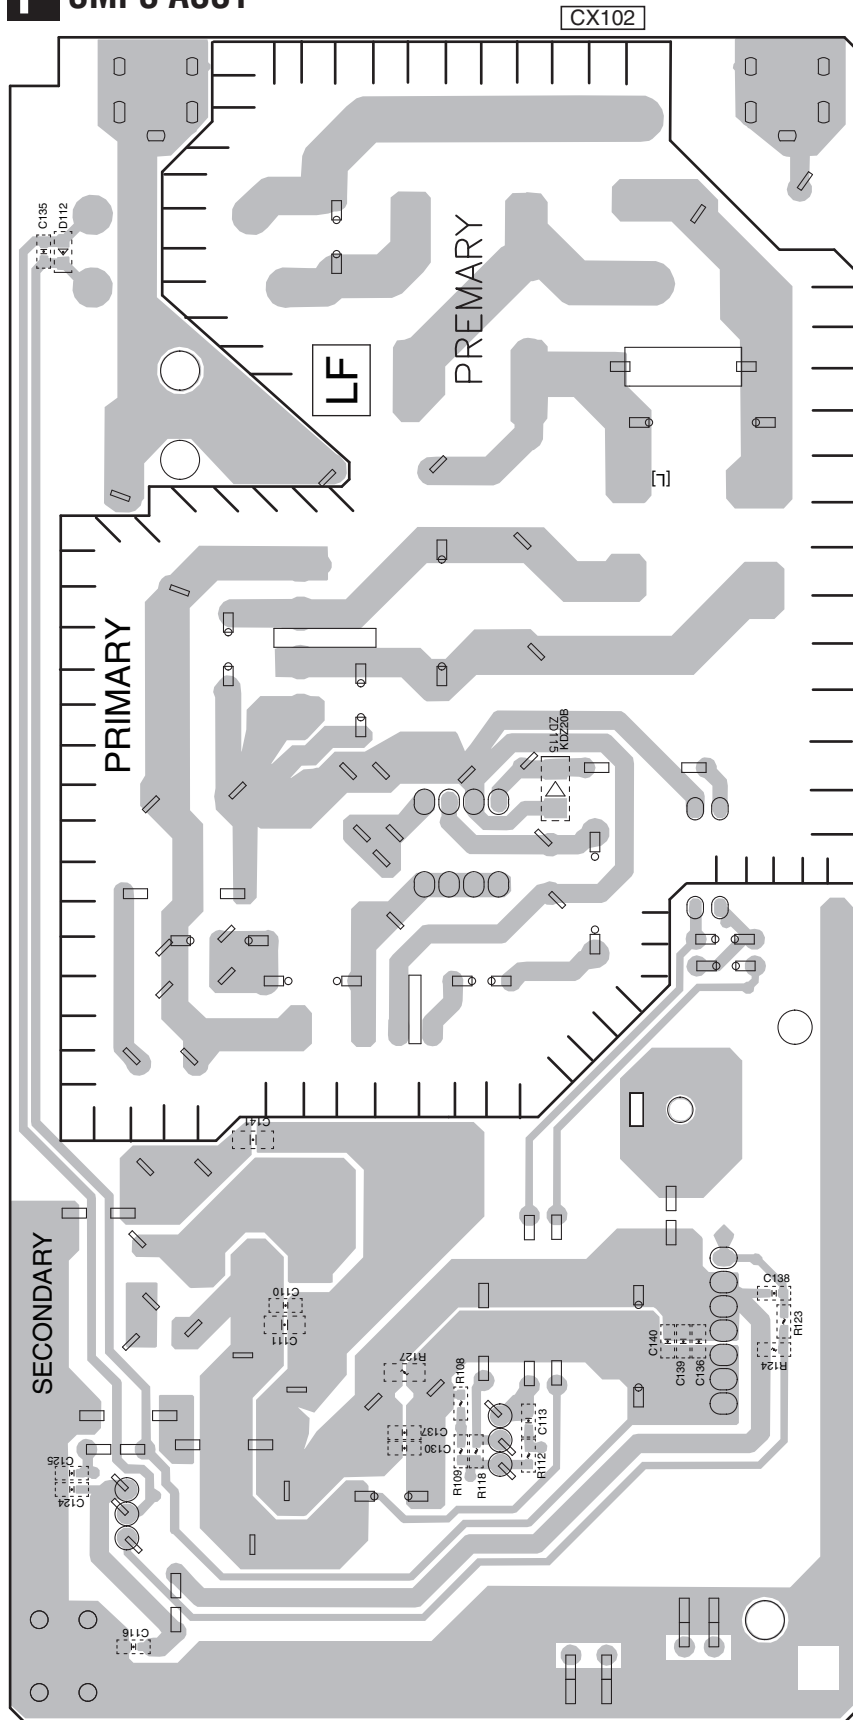 F SMPS ASSY
CX102
C135
D112
PREMARY
LF
PRIMARY
ZD115
KDZ20B
C141
SECONDARY
C110
C111
C138
R123
C140
C139
C136
R124
R127
R108
C137
C130
C113
R109
R118
R112
C125
C124
C116